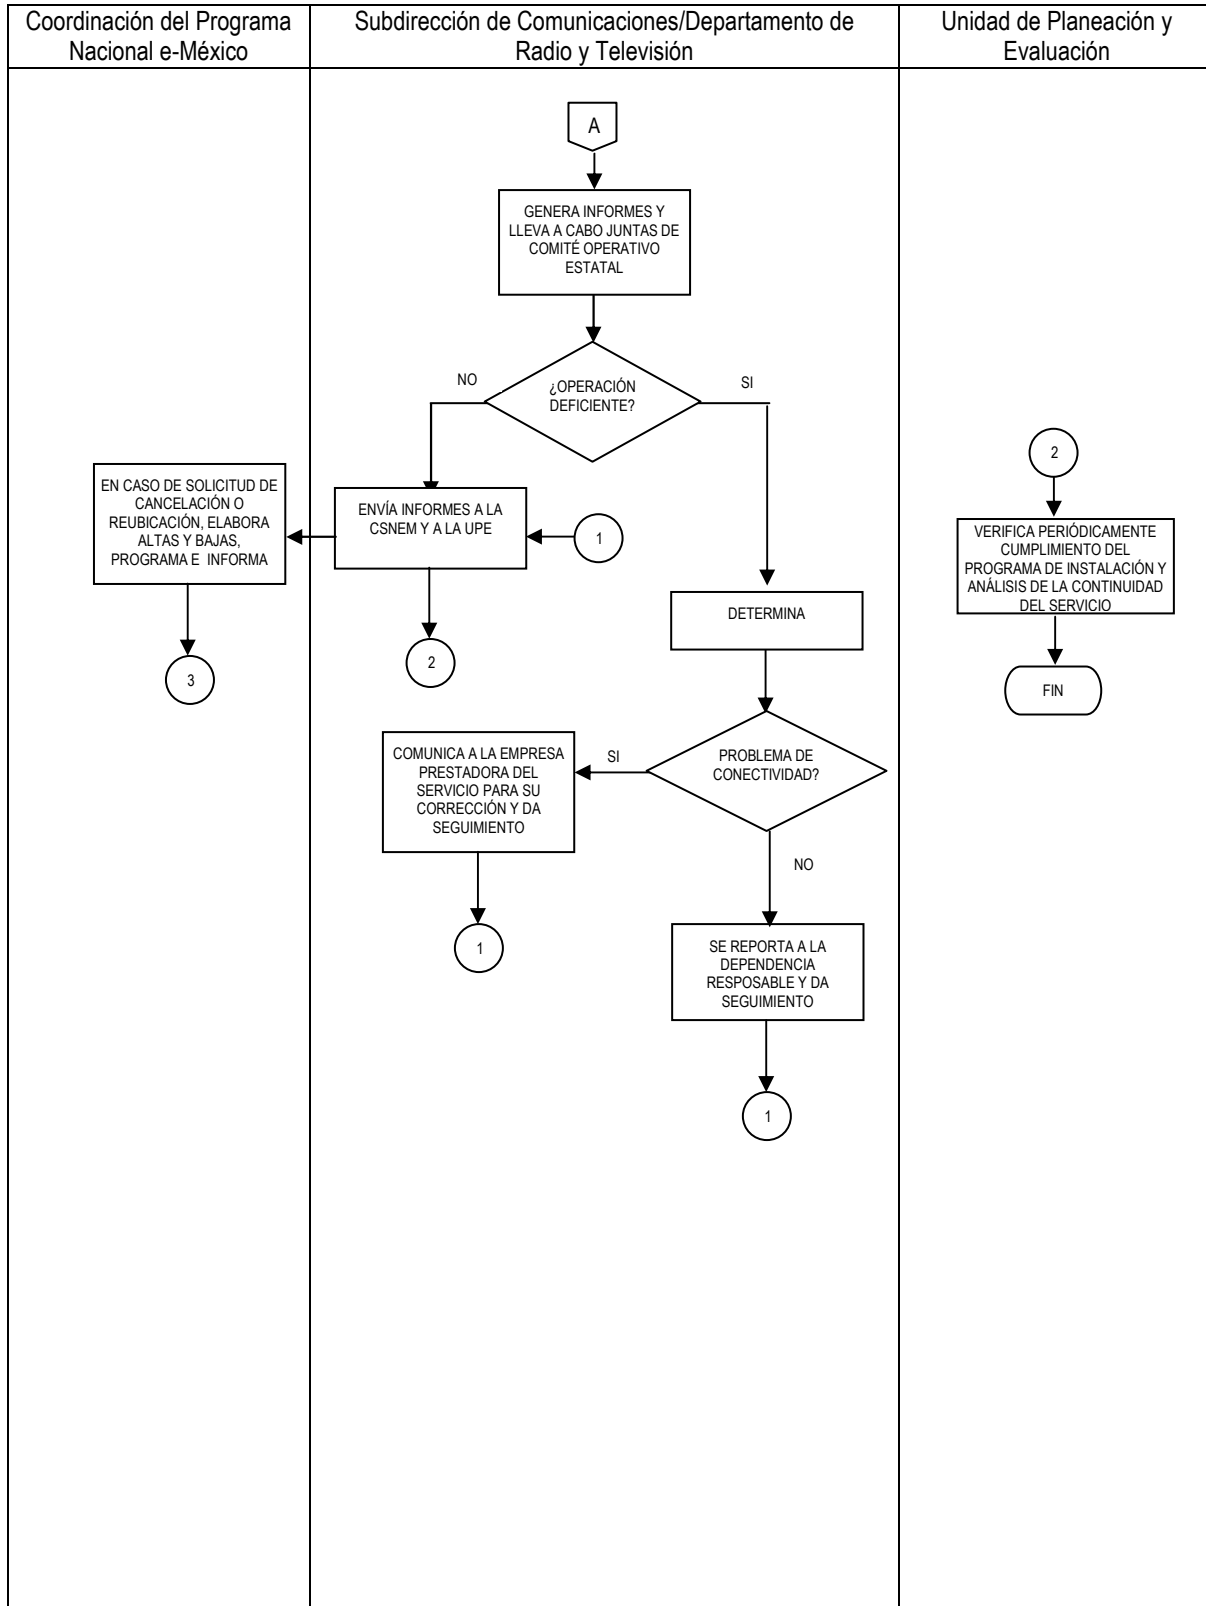 Coordinación del Programa
Nacional e-México
Subdirección de Comunicaciones/Departamento de
Radio y Televisión
Unidad de Planeación y
Evaluación
A
GENERA INFORMES Y
LLEVA A CABO JUNTAS DE
COMITÉ OPERATIVO
ESTATAL
NO
¿OPERACIÓN
DEFICIENTE?
SI
2
EN CASO DE SOLICITUD DE
CANCELACIÓN O
REUBICACIÓN, ELABORA
ALTAS Y BAJAS,
PROGRAMA E INFORMA
ENVÍA INFORMES A LA
CSNEM Y A LA UPE
1
VERIFICA PERIÓDICAMENTE
CUMPLIMIENTO DEL
PROGRAMA DE INSTALACIÓN Y
ANÁLISIS DE LA CONTINUIDAD
DEL SERVICIO
DETERMINA
3
2
FIN
COMUNICA A LA EMPRESA
PRESTADORA DEL
SERVICIO PARA SU
CORRECCIÓN Y DA
SEGUIMIENTO
SI
PROBLEMA DE
CONECTIVIDAD?
NO
1
SE REPORTA A LA
DEPENDENCIA
RESPOSABLE Y DA
SEGUIMIENTO
1